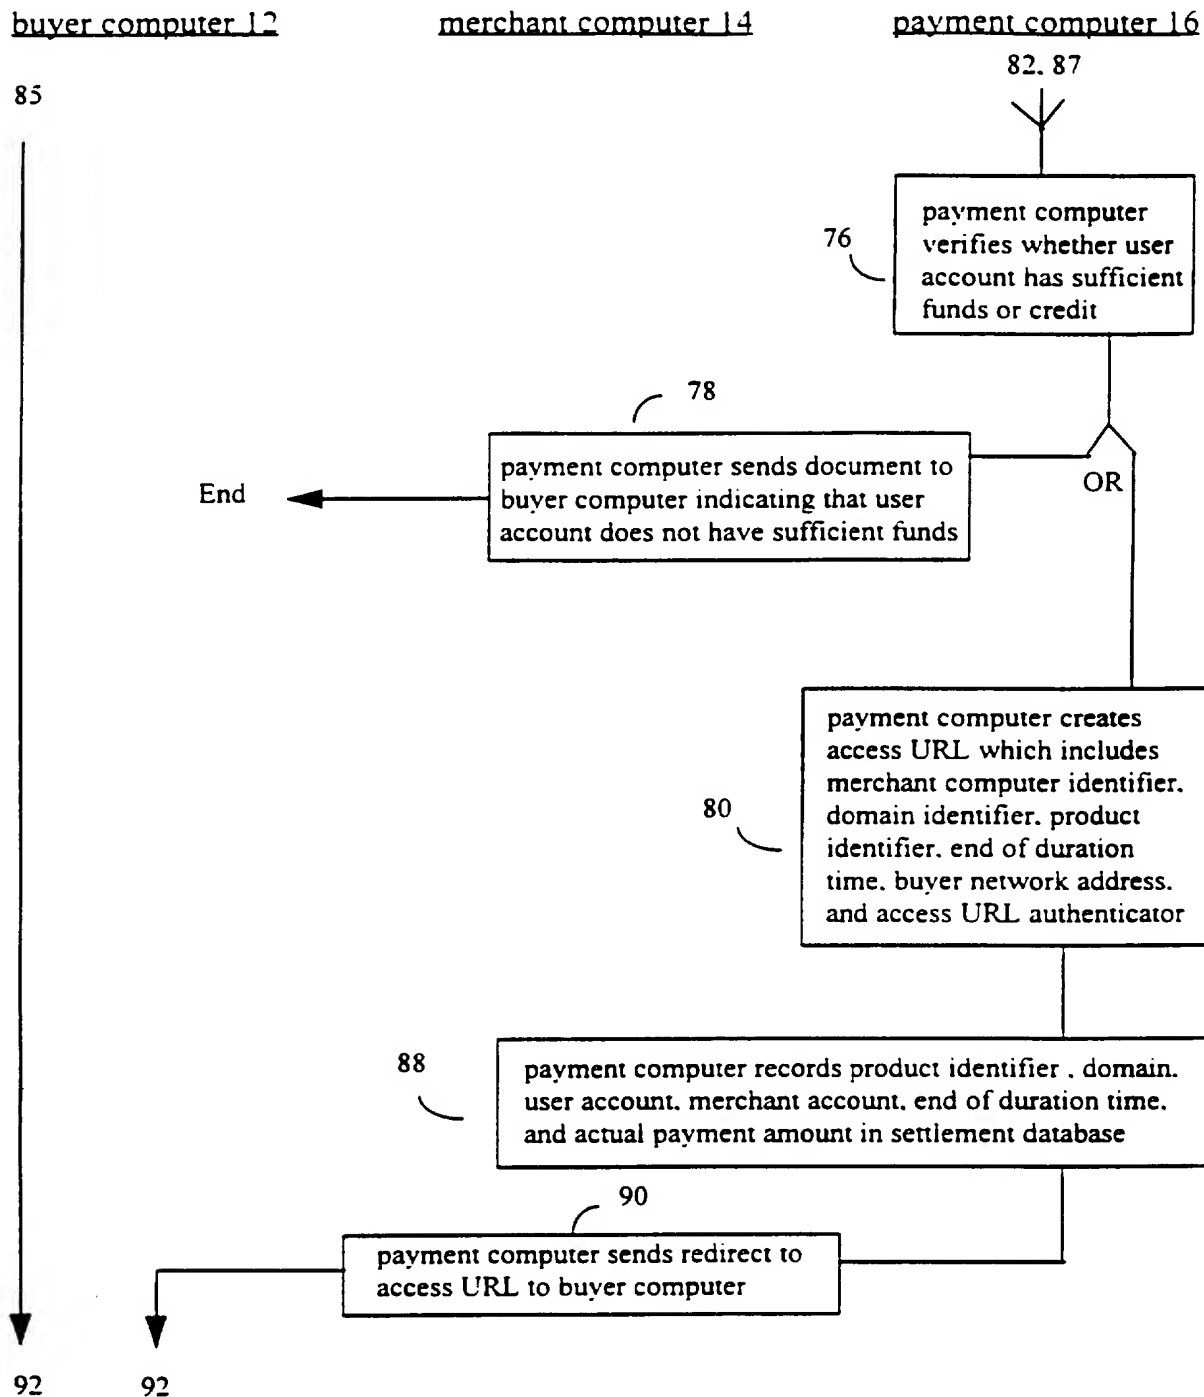 buyer computer 12
merchant computer 14
payment computer 16
82. 87
85
payment computer
verifies whether user
account has sufficient
funds or credit
76
78
payment computer sends document to
buyer computer indicating that user
account does not have sufficient funds
End
OR
payment computer creates
access URL which includes
merchant computer identifier.
domain identifier. product
identifier. end of duration
time. buyer network address.
and access URL authenticator
80
88
payment computer records product identifier . domain.
user account. merchant account. end of duration time.
and actual payment amount in settlement database
90
payment computer sends redirect to
access URL to buyer computer
92
92